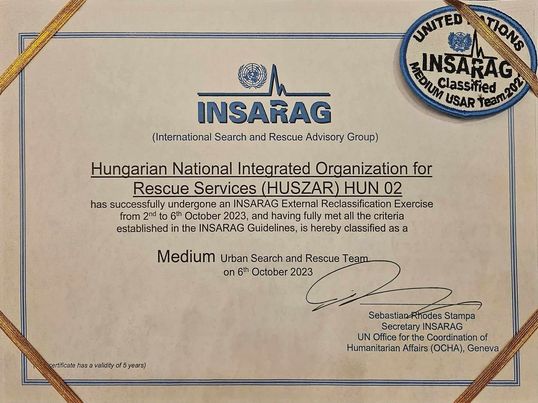 UNITED NATIONS
INSARAG
Classified
MEDIUM USAR Team
INSARAG
(International Search and Rescue Advisory Group)
Hungarian National Integrated Organization for
Rescue Services (HUSZAR) HUN 02
has successfully undergone an INSARAG External Reclassification Exercise
from 2nd to 6th October 2023, and having fully met all the criteria
established in the INSARAG Guidelines, is hereby classified as a
Medium Urban Search and Rescue Team
on 6th October 2023
Sebastian Rhodes Stampa
Secretary INSARAG
UN Office for the Coordination of
Humanitarian Affairs (OCHA), Geneva
certificate has a validity of 5 years)